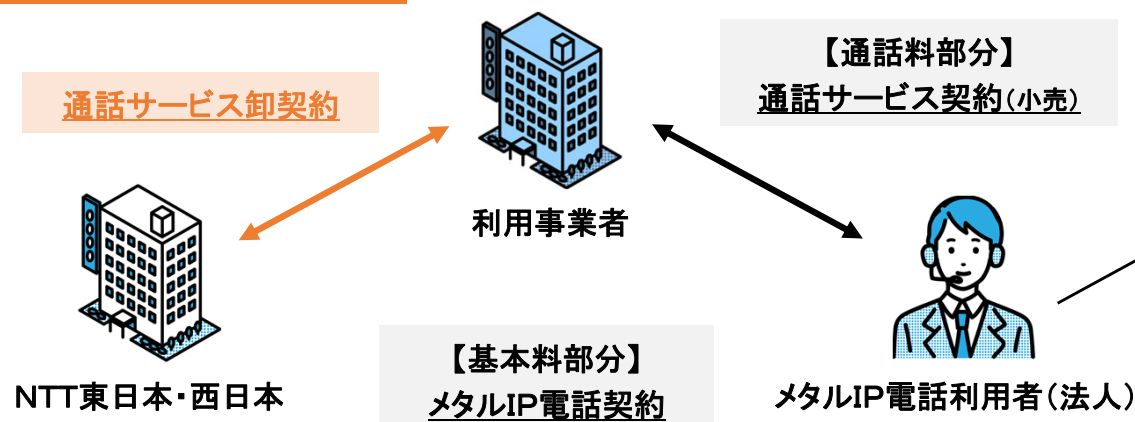 通話サービス卸契約
【通話料部分】
通話サービス契約(小売)
利用事業者
【基本料部分】
メタルIP電話契約
NTT東日本・西日本
メタルIP電話利用者(法人)